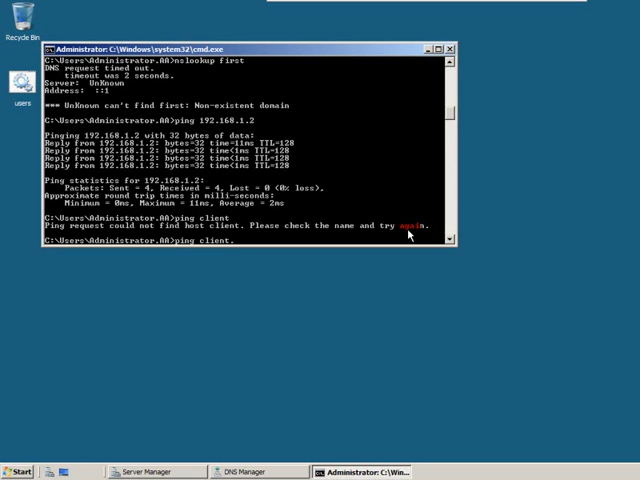 Recycle Bin
users
Administrator: C:\Windows\system32\cmd.exe
C:\Users\Administrator.AA>nslookup first
DNS request timed out.
timeout was 2 seconds.
Server: UnKnown
Address: ::1
*** UnKnown can't find first: Non-existent domain
C:\Users\Administrator.AA>ping 192.168.1.2
Pinging 192.168.1.2 with 32 bytes of data:
Reply from 192.168.1.2: bytes=32 time=11ms TTL=128
Reply from 192.168.1.2: bytes=32 time<1ms TTL=128
Reply from 192.168.1.2: bytes=32 time<1ms TTL=128
Reply from 192.168.1.2: bytes=32 time<1ms TTL=128
Ping statistics for 192.168.1.2:
Packets: Sent = 4, Received = 4, Lost = 0 (0% loss),
Approximate round trip times in milli-seconds:
Minimum = 0ms, Maximum = 11ms, Average = 2ms
C:\Users\Administrator.AA>ping client
Ping request could not find host client. Please check the name and try again.
C:\Users\Administrator.AA>ping client.
Start
Server Manager
DNS Manager
Administrator: C:\Win...